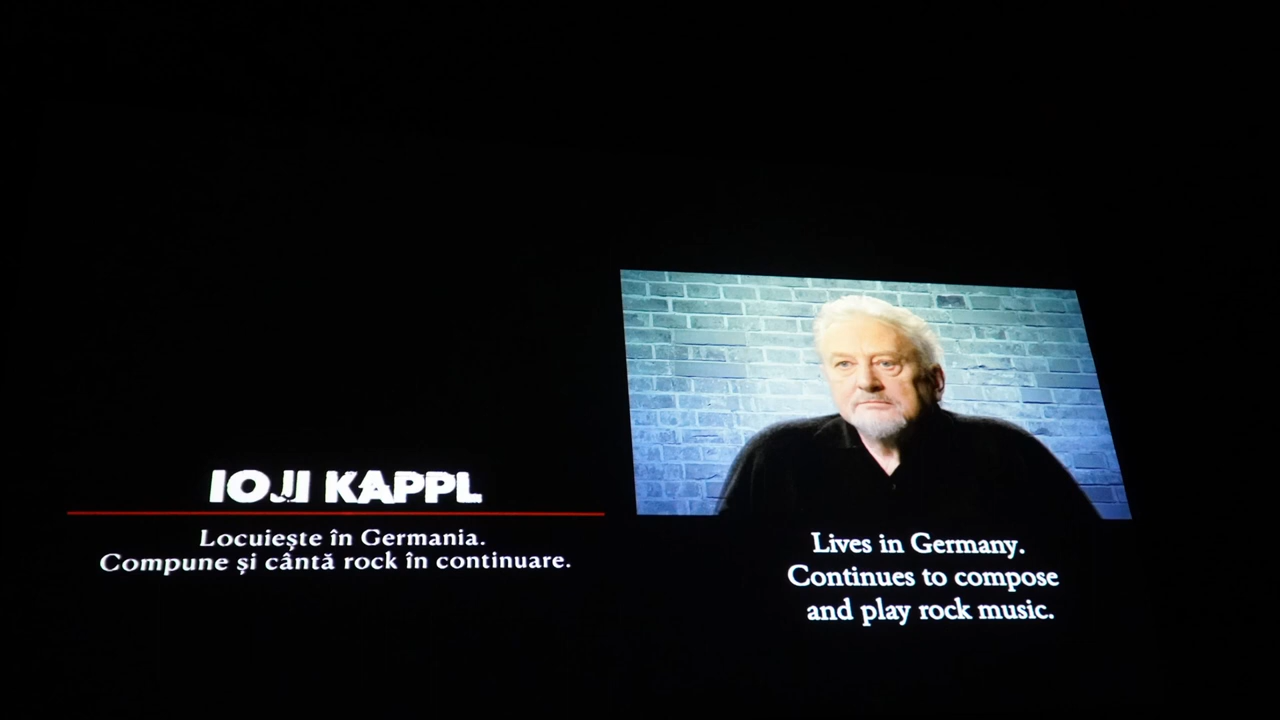 IOJI KAPPL
Locuiește în Germania.
Compune și cântă rock în continuare.
Lives in Germany.
Continues to compose
and play rock music.